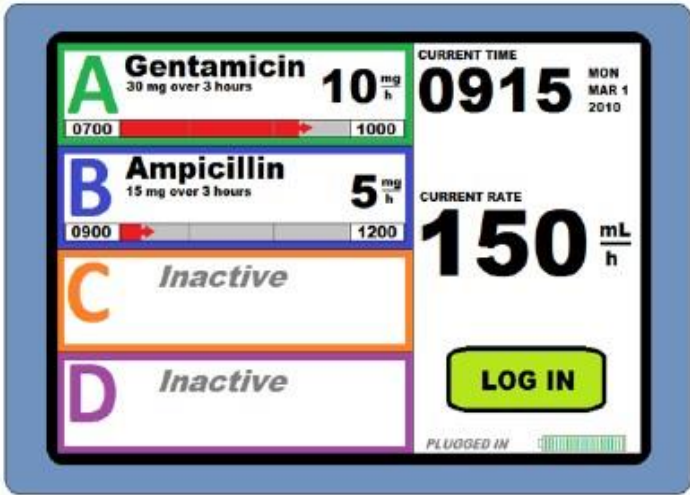 A
Gentamicin
30 mg over 3 hours
10 mg/h
0700
1000
B
Ampicillin
15 mg over 3 hours
5 mg/h
0900
1200
C
Inactive
D
Inactive
CURRENT TIME
0915
MON
MAR 1
2010
CURRENT RATE
150 mL/h
LOG IN
PLUGGED IN